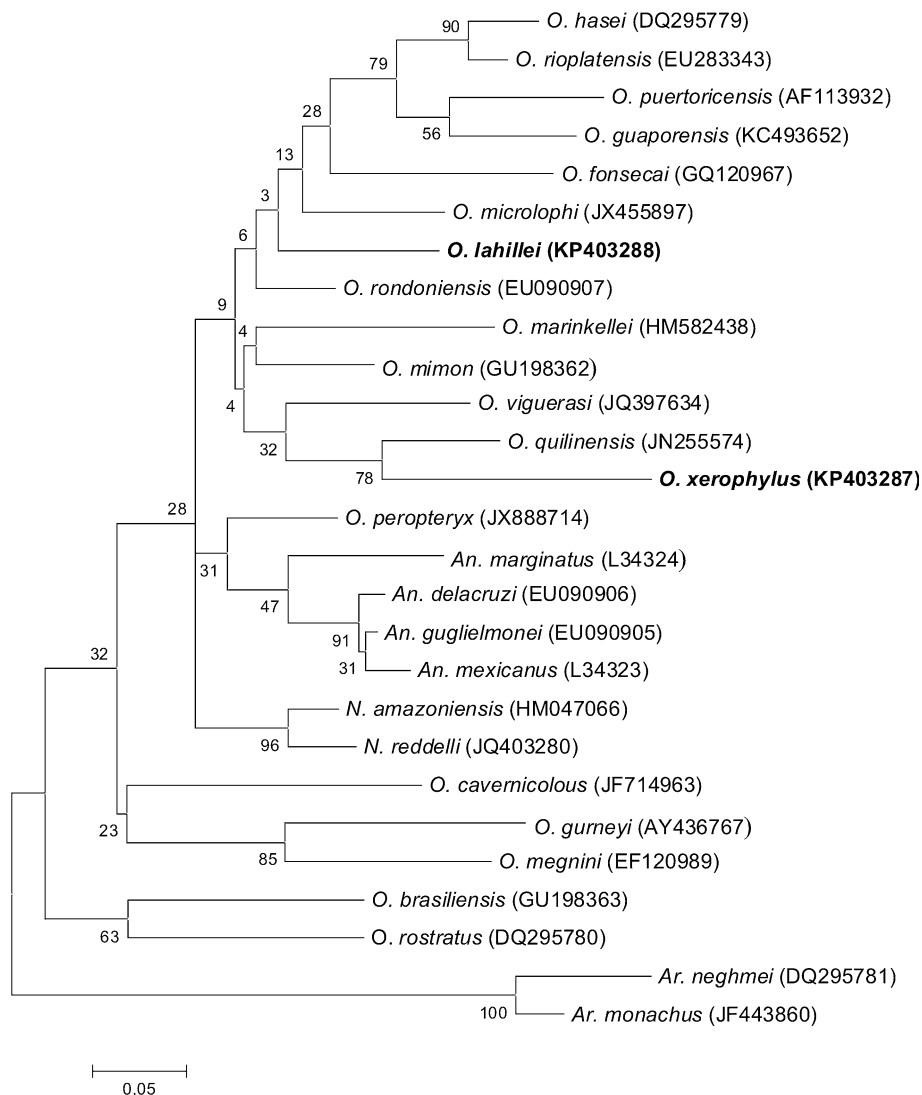 90
O. hasei (DQ295779)
79
O. rioplatensis (EU283343)
O. puertoricensis (AF113932)
28
56
O. guaporensis (KC493652)
13
O. fonsecai (GQ120967)
3
O. microlophi (JX455897)
6
O. lahillei (KP403288)
O. rondoniensis (EU090907)
9
4
O. marinkellei (HM582438)
O. mimon (GU198362)
4
O. viguerasi (JQ397634)
32
O. quilinensis (JN255574)
78
O. xerophylus (KP403287)
28
O. peropteryx (JX888714)
31
An. marginatus (L34324)
47
An. delacruzi (EU090906)
91
An. guglielmonei (EU090905)
31
An. mexicanus (L34323)
32
N. amazoniensis (HM047066)
96
N. reddelli (JQ403280)
O. cavernicolous (JF714963)
23
O. gurneyi (AY436767)
85
O. megnini (EF120989)
O. brasiliensis (GU198363)
63
O. rostratus (DQ295780)
Ar. neghmei (DQ295781)
100
Ar. monachus (JF443860)
0.05